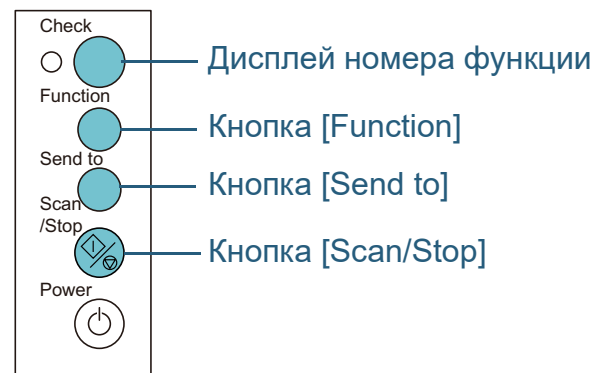 Check
Дисплей номера функции
Function
Кнопка [Function]
Send to
Кнопка [Send to]
Scan
/Stop
Кнопка [Scan/Stop]
Power